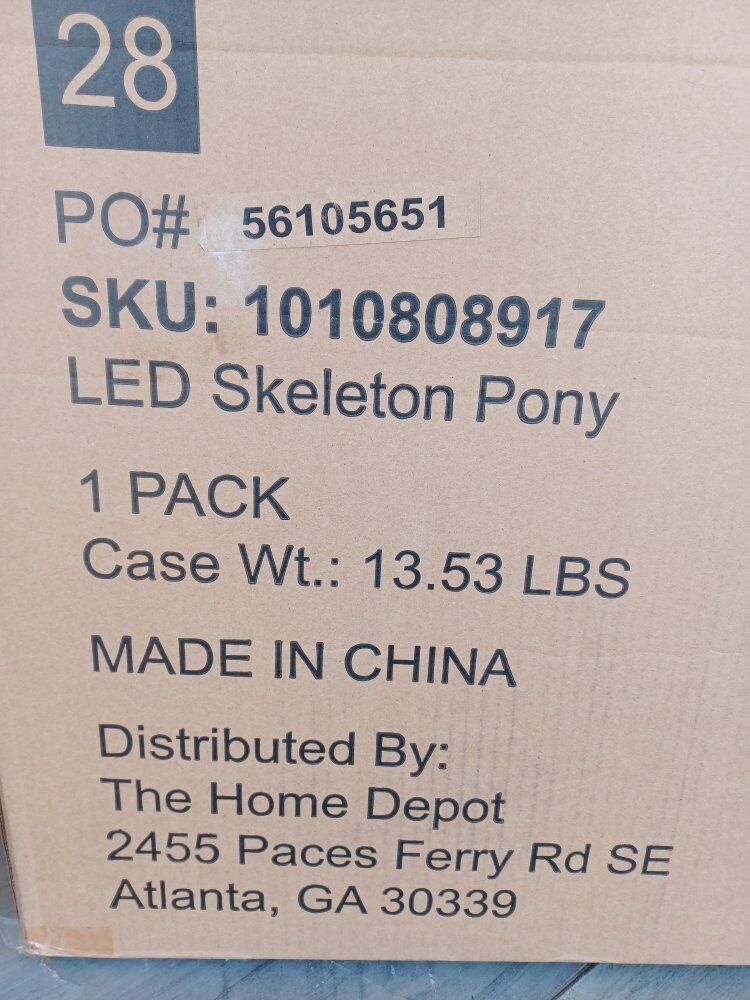 28
PO# 56105651
SKU: 1010808917
LED Skeleton Pony
1 PACK
Case Wt.: 13.53 LBS
MADE IN CHINA
Distributed By:
The Home Depot
2455 Paces Ferry Rd SE
Atlanta, GA 30339